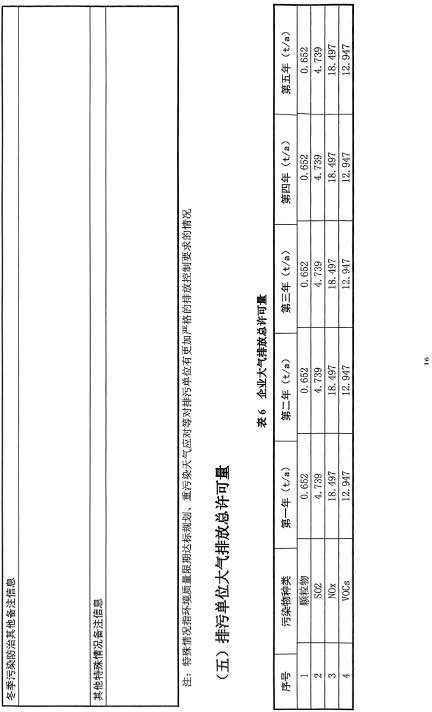 冬季污染防治其他备注信息
其他特殊情况备注信息
注：特殊情况指环境质量限期达标规划、重污染天气应对等对排污单位有更加严格的排放控制要求的情况
（五）排污单位大气排放总许可量
表 6 企业大气排放总许可量
序号 污染物种类 第一年（t/a） 第二年（t/a） 第三年（t/a） 第四年（t/a） 第五年（t/a）
1 颗粒物 0.652 0.652 0.652 0.652 0.652
2 SO2 4.739 4.739 4.739 4.739 4.739
3 NOx 18.497 18.497 18.497 18.497 18.497
4 VOCs 12.947 12.947 12.947 12.947 12.947
16